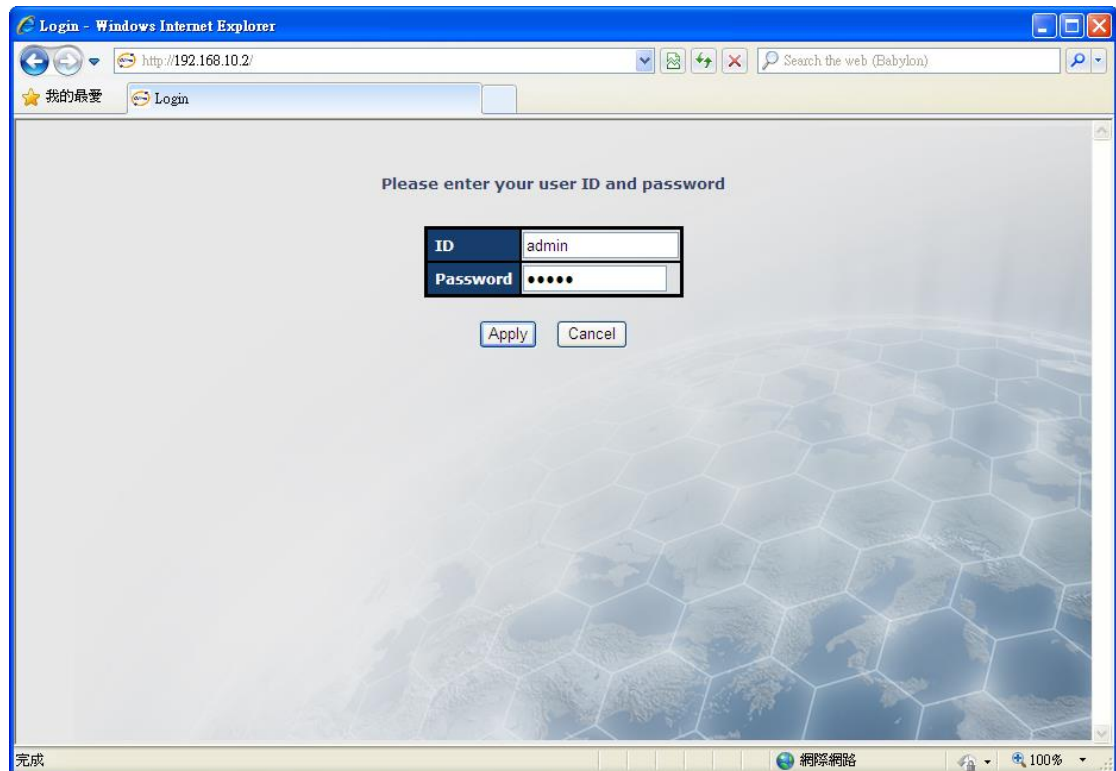 Login - Windows Internet Explorer
http://192.168.10.2/
Search the web (Babylon)
我的最愛
Login
Please enter your user ID and password
ID admin
Password •••••
Apply Cancel
完成
網際網路
100%